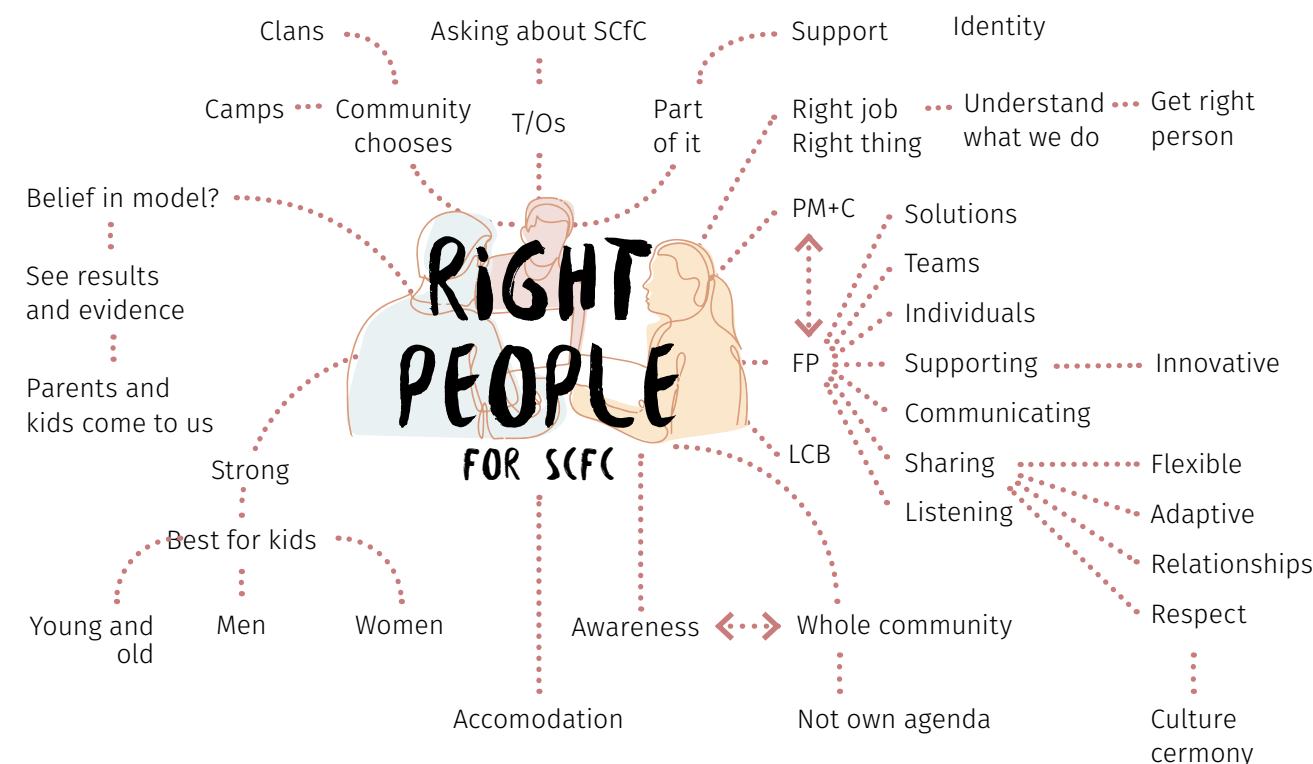 Clans
Asking about SCfC
Support
Identity
Camps
Community
chooses
T/Os
Part
of it
Right job
Right thing
Understand
what we do
Get right
person
Belief in model?
See results
and evidence
Parents and
kids come to us
RiGHT
PEOPLE
FOR SCFC
PM+C
FP
LCB
Solutions
Teams
Individuals
Supporting
Innovative
Communicating
Sharing
Listening
Flexible
Adaptive
Relationships
Respect
Culture
cermony
Strong
Best for kids
Young and
old
Men
Women
Awareness
Whole community
Accomodation
Not own agenda